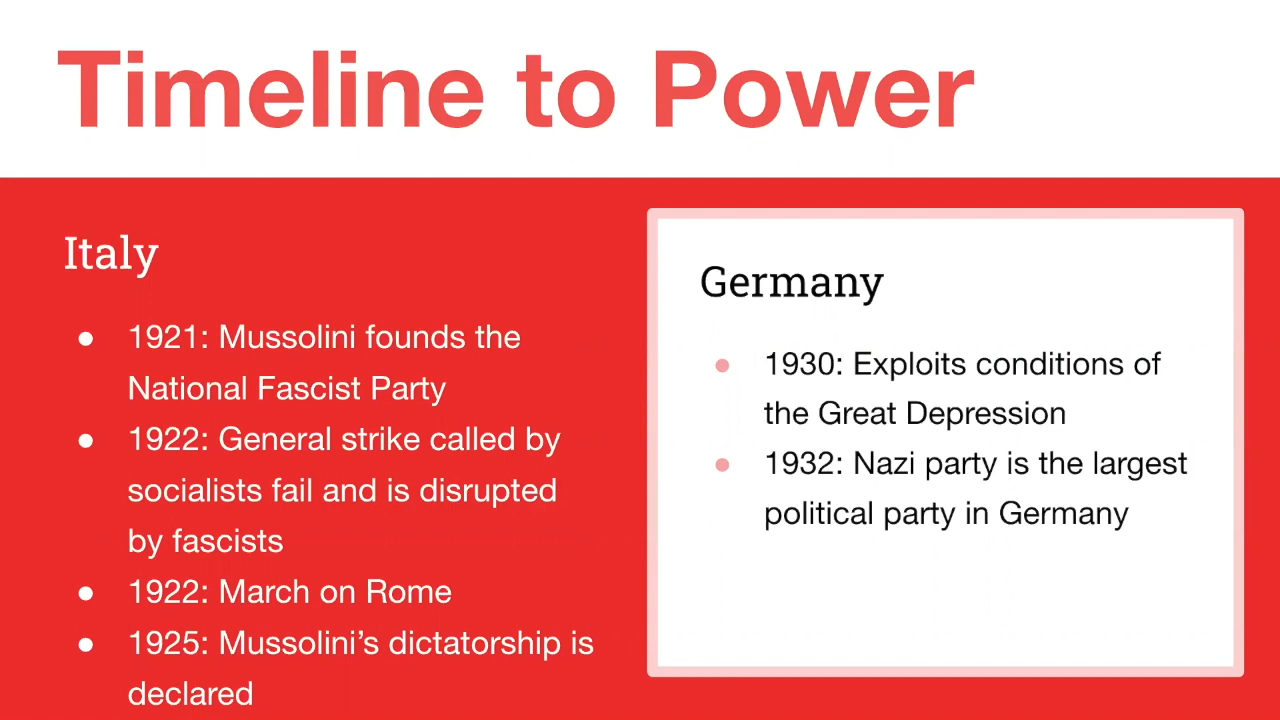 Timeline to Power
Italy
● 1921: Mussolini founds the
National Fascist Party
● 1922: General strike called by
socialists fail and is disrupted
by fascists
● 1922: March on Rome
● 1925: Mussolini’s dictatorship is
declared
Germany
● 1930: Exploits conditions of
the Great Depression
● 1932: Nazi party is the largest
political party in Germany